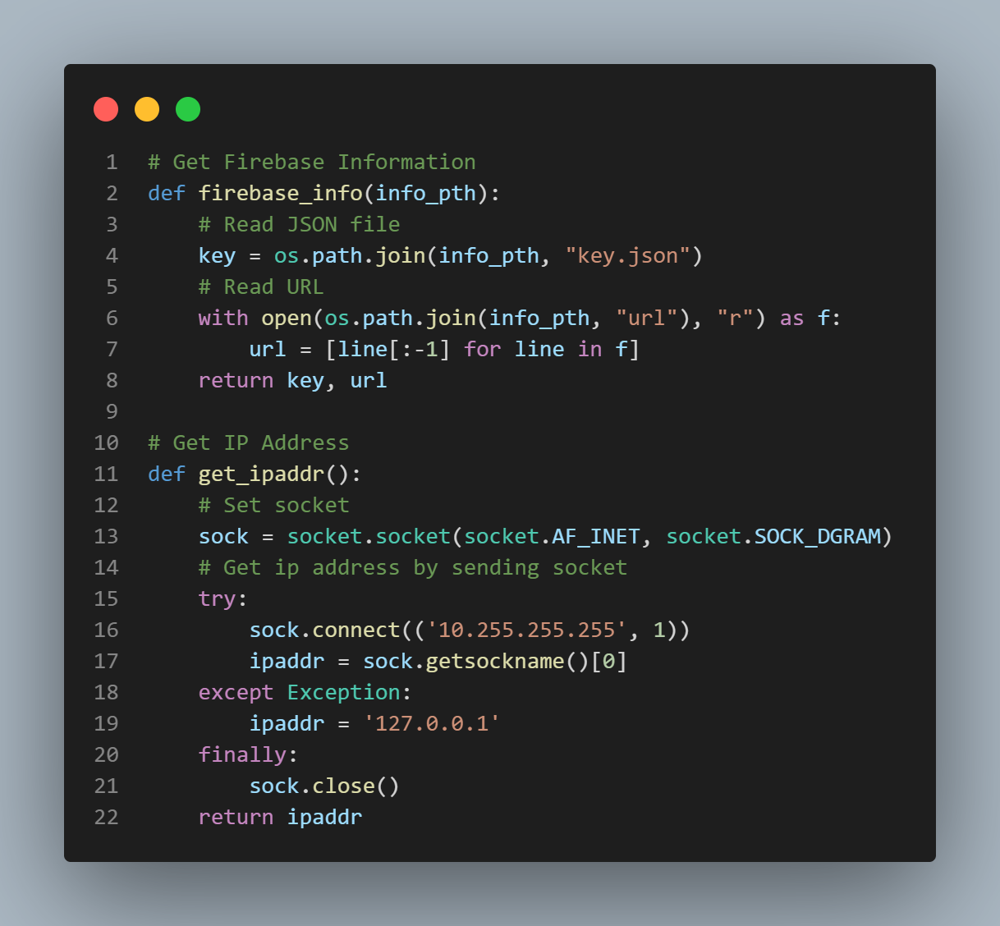 1 # Get Firebase Information
2 def firebase_info(info_pth):
3     # Read JSON file
4     key = os.path.join(info_pth, "key.json")
5     # Read URL
6     with open(os.path.join(info_pth, "url"), "r") as f:
7         url = [line[:-1] for line in f]
8     return key, url
9
10 # Get IP Address
11 def get_ipaddr():
12     # Set socket
13     sock = socket.socket(socket.AF_INET, socket.SOCK_DGRAM)
14     # Get ip address by sending socket
15     try:
16         sock.connect(('10.255.255.255', 1))
17         ipaddr = sock.getsockname()[0]
18     except Exception:
19         ipaddr = '127.0.0.1'
20     finally:
21         sock.close()
22     return ipaddr